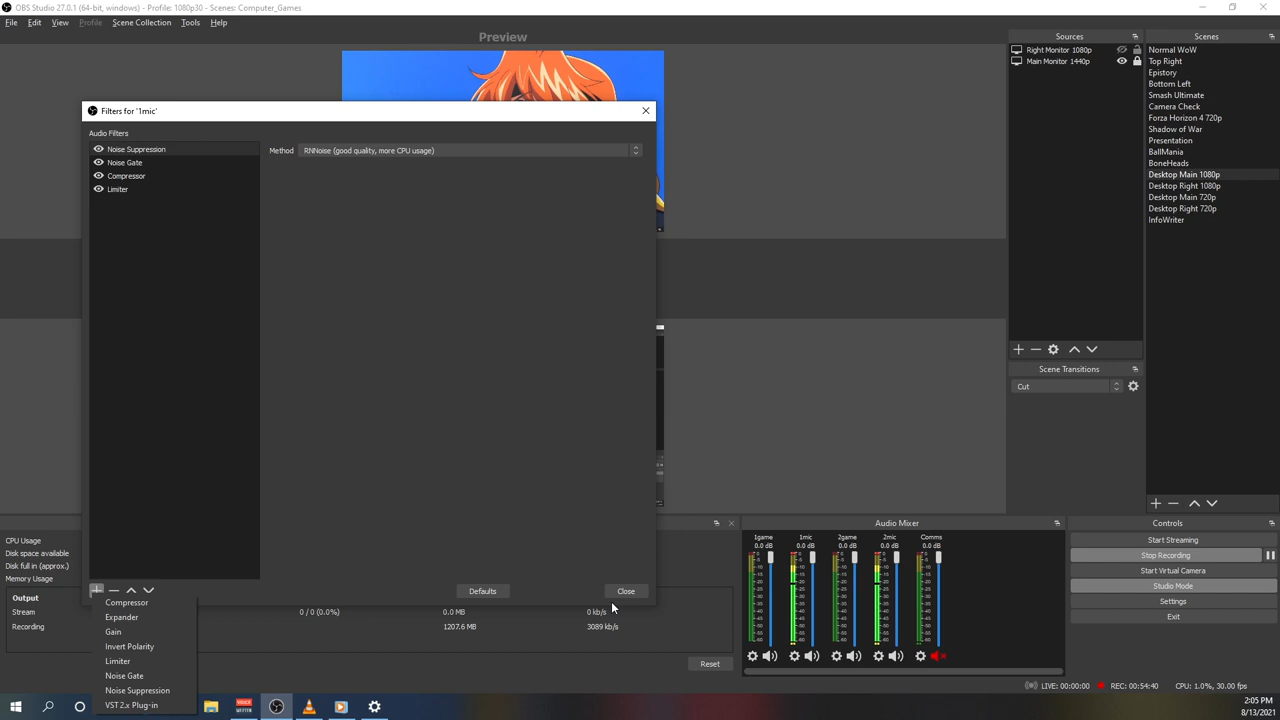 OBS Studio 27.0.1 (64-bit, windows) - Profile: 1080p30 - Scenes: Computer_Games
File Edit View Profile Scene Collection Tools Help
Preview
Filters for '1mic'
Audio Filters
Noise Suppression
Noise Gate
Compressor
Limiter
Method RNNoise (good quality, more CPU usage)
Defaults
Close
Compressor
Expander
Gain
Invert Polarity
Limiter
Noise Gate
Noise Suppression
VST 2.x Plug-in
Sources
Right Monitor 1080p
Main Monitor 1440p
Scene Transitions
Cut
Scenes
Normal WoW
Top Right
Epistory
Bottom Left
Smash Ultimate
Camera Check
Forza Horizon 4 720p
Shadow of War
Presentation
BallMania
BoneHeads
Desktop Main 1080p
Desktop Right 1080p
Desktop Main 720p
Desktop Right 720p
InfoWriter
CPU Usage
Disk space available
Disk full in (approx.)
Memory Usage
Output
Stream 0 / 0 (0.0%) 0.0 MB 0 kb/s
Recording 1207.6 MB 3089 kb/s
Reset
Audio Mixer
1game 1mic 2game 2mic Comms
0.0 dB 0.0 dB 0.0 dB 0.0 dB 0.0 dB
Controls
Start Streaming
Stop Recording
Start Virtual Camera
Studio Mode
Settings
Exit
LIVE: 00:00:00 REC: 00:54:40 CPU: 1.0%, 30.00 fps
2:05 PM
8/13/2021